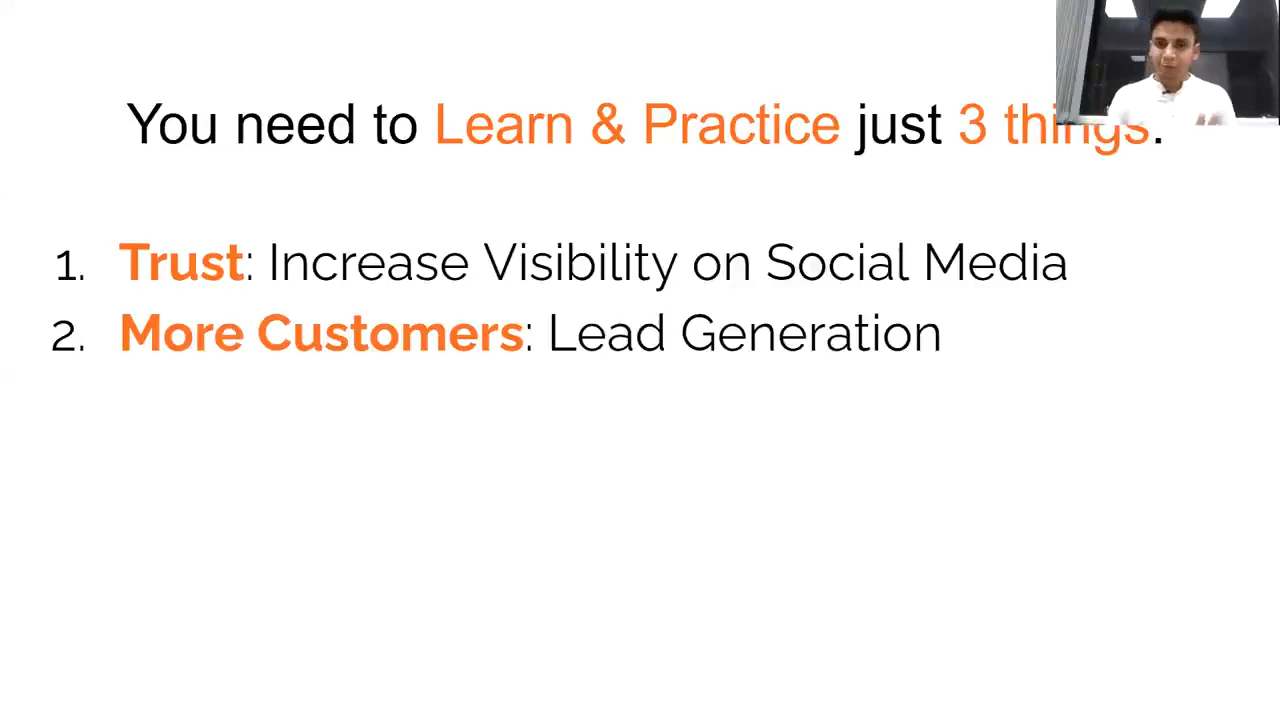 You need to Learn & Practice just 3 things.
1. Trust: Increase Visibility on Social Media
2. More Customers: Lead Generation